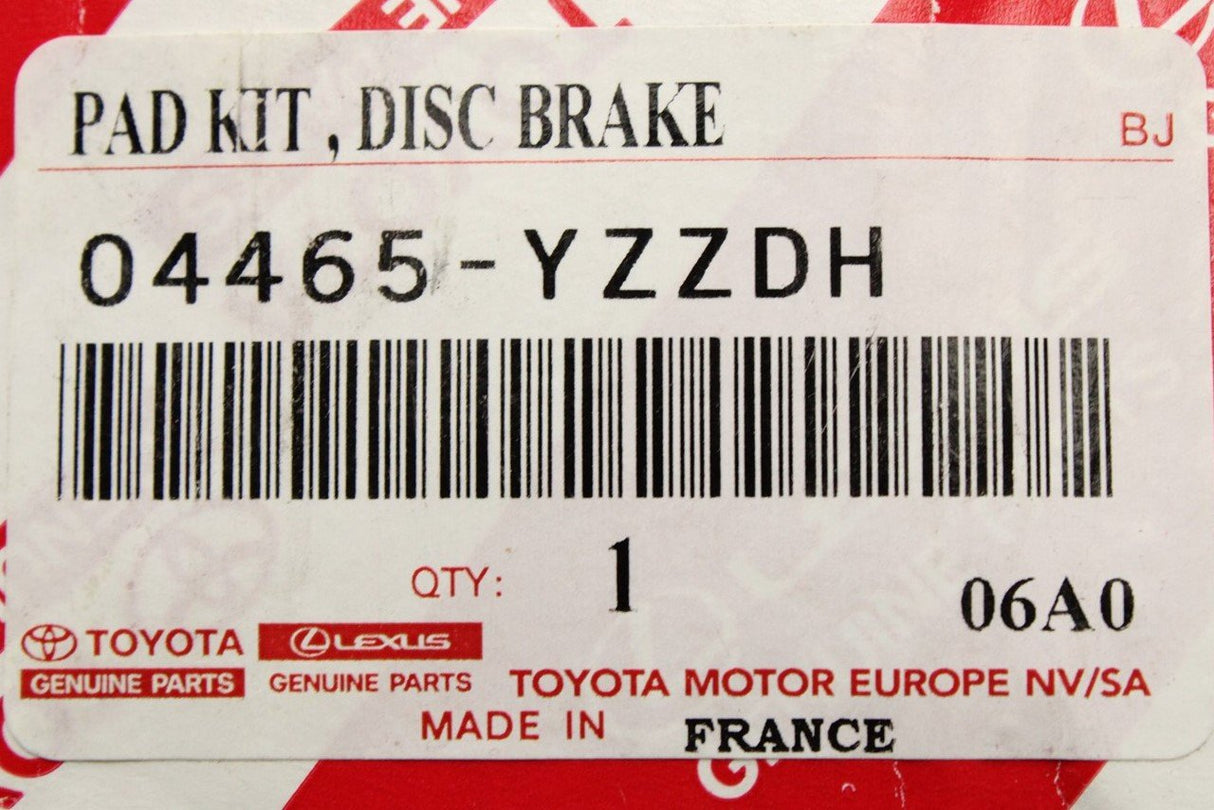 PAD KIT , DISC BRAKE
BJ
04465-YZZDH
QTY: 1
06A0
TOYOTA
GENUINE PARTS
LEXUS
GENUINE PARTS
TOYOTA MOTOR EUROPE NV/SA
MADE IN FRANCE